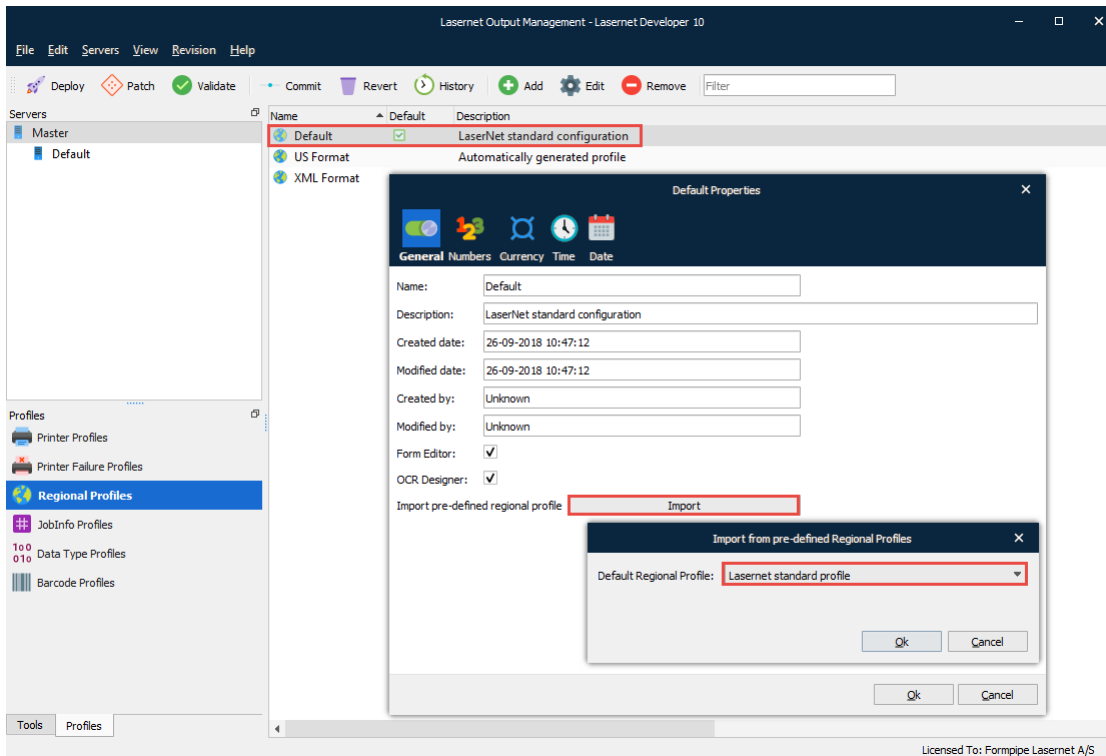 Lasernet Output Management - Lasernet Developer 10
File Edit Servers View Revision Help
Deploy Patch Validate Commit Revert History Add Edit Remove Filter
Servers
Master
Default
Name Default Description
Default LaserNet standard configuration
US Format Automatically generated profile
XML Format
Default Properties
General Numbers Currency Time Date
Name: Default
Description: LaserNet standard configuration
Created date: 26-09-2018 10:47:12
Modified date: 26-09-2018 10:47:12
Created by: Unknown
Modified by: Unknown
Form Editor:
OCR Designer:
Import pre-defined regional profile Import
Import from pre-defined Regional Profiles
Default Regional Profile: Lasernet standard profile
Ok Cancel
Ok Cancel
Profiles
Printer Profiles
Printer Failure Profiles
Regional Profiles
JobInfo Profiles
Data Type Profiles
Barcode Profiles
Tools Profiles
Licensed To: Formpipe Lasernet A/S